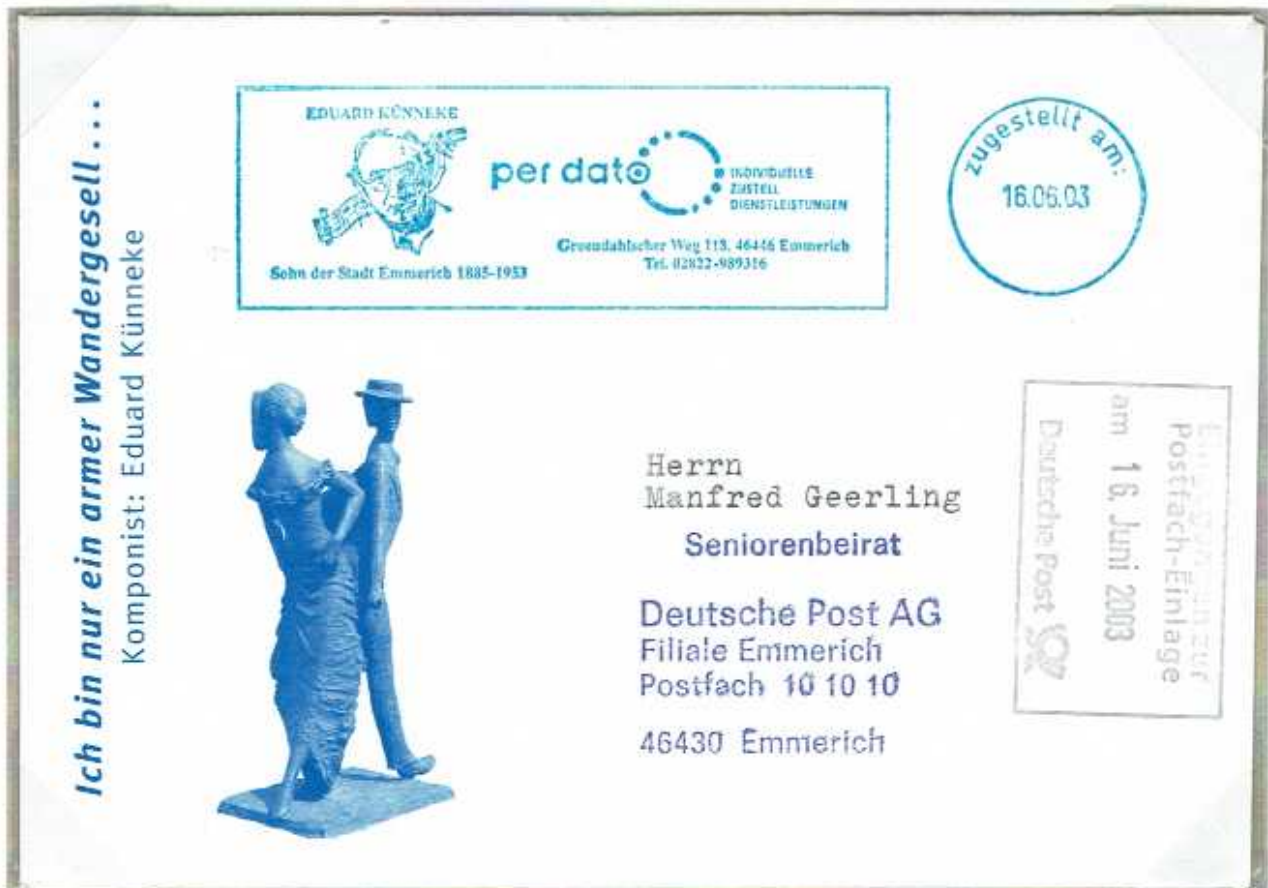 Ich bin nur ein armer Wandergesell . . .
Komponist: Eduard Künneke
EDUARD KÜNNEKE
Sohn der Stadt Emmerich 1885-1953
per dato
INDIVIDUELLE
ZUSTELL
DIENSTLEISTUNGEN
Weg 118, 46446 Emmerich
Tel. 02822-989316
zugestellt am:
16.06.03
Herrn
Manfred Geerling
Seniorenbeirat
Deutsche Post AG
Filiale Emmerich
Postfach 10 10 10
46430 Emmerich
zur
Postfach-Einlage
am 16. Juni 2003
Deutsche Post